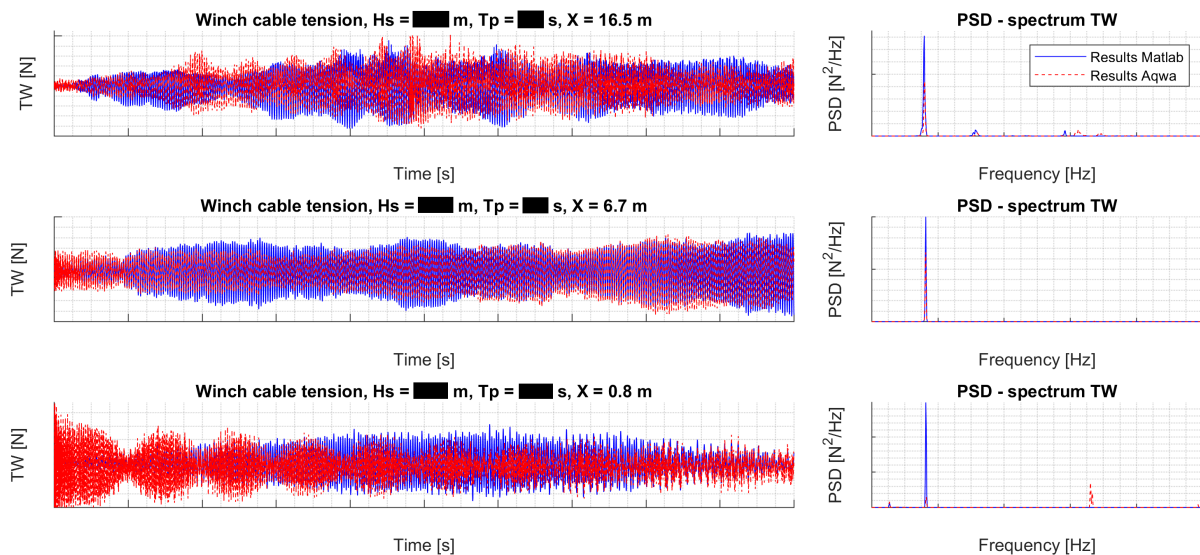 Winch cable tension, Hs = m, Tp = s, X = 16.5 m
TW [N]
Time [s]
PSD - spectrum TW
PSD [N²/Hz]
Results Matlab
Results Aqwa
Frequency [Hz]
Winch cable tension, Hs = m, Tp = s, X = 6.7 m
TW [N]
Time [s]
PSD - spectrum TW
PSD [N²/Hz]
Frequency [Hz]
Winch cable tension, Hs = m, Tp = s, X = 0.8 m
TW [N]
Time [s]
PSD - spectrum TW
PSD [N²/Hz]
Frequency [Hz]